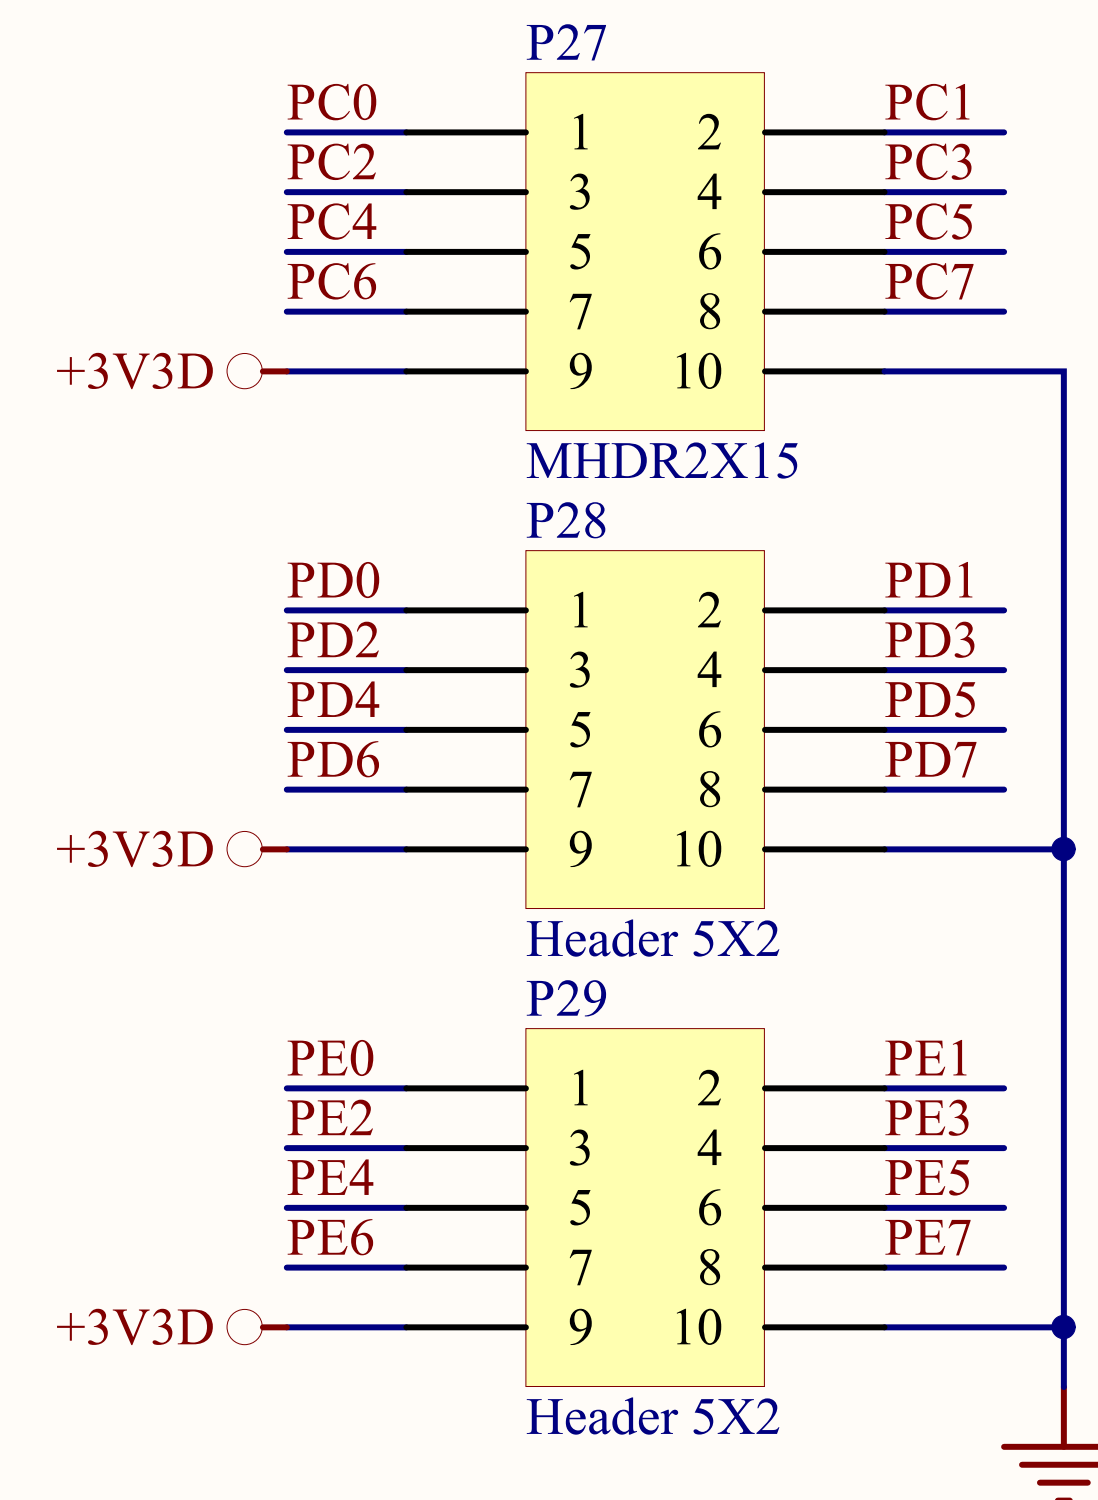 P27
PC0 1 2 PC1
PC2 3 4 PC3
PC4 5 6 PC5
PC6 7 8 PC7
+3V3D 9 10
MHDR2X15
P28
PD0 1 2 PD1
PD2 3 4 PD3
PD4 5 6 PD5
PD6 7 8 PD7
+3V3D 9 10
Header 5X2
P29
PE0 1 2 PE1
PE2 3 4 PE3
PE4 5 6 PE5
PE6 7 8 PE7
+3V3D 9 10
Header 5X2